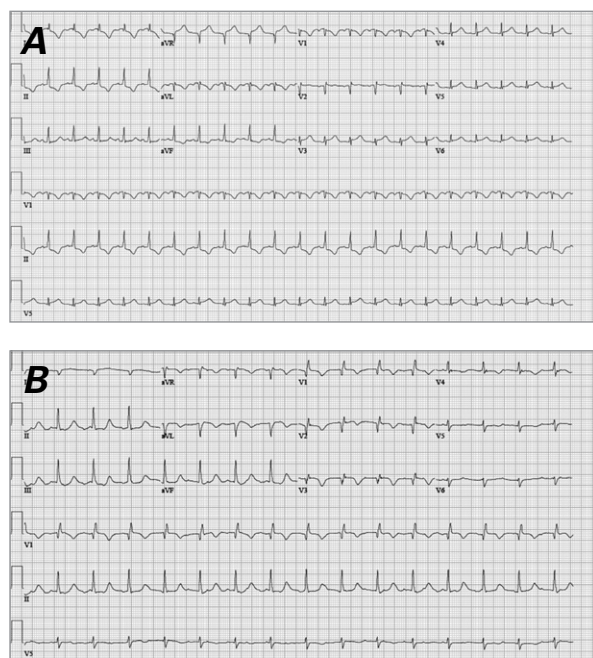 A
aVR V1 V4
II aVL V2 V5
III aVF V3 V6
V1
II
V5
B
aVR V1 V4
II aVL V2 V5
III aVF V3 V6
V1
II
V5